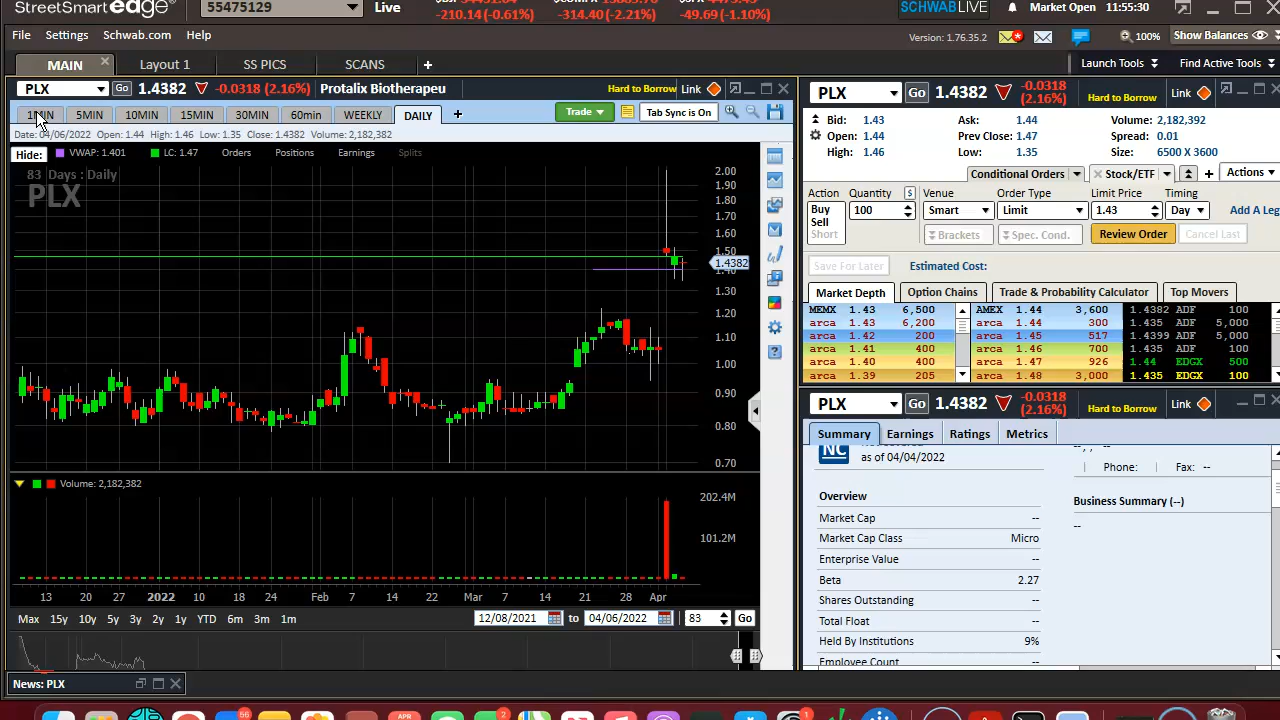 StreetSmart edge
55475129
Live
-210.14 (-0.61%)
-314.40 (-2.21%)
-49.69 (-1.10%)
SCHWAB LIVE
Market Open
11:55:30
File Settings Schwab.com Help
Version: 1.76.35.2
100%
Show Balances
MAIN
Layout 1
SS PICS
SCANS
+
Launch Tools
Find Active Tools
PLX
Go
1.4382
-0.0318 (2.16%)
Protalix Biotherapeu
Hard to Borrow
Link
5MIN
10MIN
15MIN
30MIN
60min
WEEKLY
DAILY
+
Trade
Tab Sync is On
Date: 04/06/2022 Open: 1.44 High: 1.46 Low: 1.35 Close: 1.4382 Volume: 2,182,382
Hide:
VWAP: 1.401
LC: 1.47
Orders
Positions
Earnings
Splits
83 Days : Daily
PLX
2.00
1.90
1.80
1.70
1.60
1.50
1.4382
1.40
1.30
1.20
1.10
1.00
0.90
0.80
0.70
Volume: 2,182,382
202.4M
101.2M
13 20 28 2022 10 18 24 Feb 7 14 22 Mar 7 14 21 28 Apr
Max 15y 10y 5y 3y 2y 1y YTD 6m 3m 1m
12/08/2021
to
04/06/2022
83
Go
News: PLX
PLX
Go
1.4382
-0.0318
(2.16%)
Hard to Borrow
Link
Bid: 1.43 Ask: 1.44 Volume: 2,182,392
Open: 1.44 Prev Close: 1.47 Spread: 0.01
High: 1.46 Low: 1.35 Size: 6500 X 3600
Conditional Orders
Stock/ETF
+
Actions
Action Quantity $ Venue Order Type Limit Price Timing
Buy
Sell
Short
100
Smart
Limit
1.43
Day
Add A Leg
Brackets
Spec. Cond.
Review Order
Cancel Last
Save For Later
Estimated Cost:
Market Depth
Option Chains
Trade & Probability Calculator
Top Movers
MEMX 1.43 6,500 AMEX 1.44 3,600 1.4382 ADF 100
arca 1.43 6,200 arca 1.44 300 1.435 ADF 5,000
arca 1.42 200 arca 1.45 517 1.4399 ADF 5,000
arca 1.41 400 arca 1.46 700 1.435 ADF 100
arca 1.40 400 arca 1.47 926 1.44 EDGX 500
arca 1.39 205 arca 1.48 3,000 1.435 EDGX 100
PLX
Go
1.4382
-0.0318
(2.16%)
Hard to Borrow
Link
Summary
Earnings
Ratings
Metrics
NC
as of 04/04/2022
--, , --
Phone: --
Fax: --
Overview
Business Summary (--)
Market Cap --
--
Market Cap Class Micro
Enterprise Value --
Beta 2.27
Shares Outstanding --
Total Float --
Held By Institutions 9%
Employee Count
56
APR
2
1